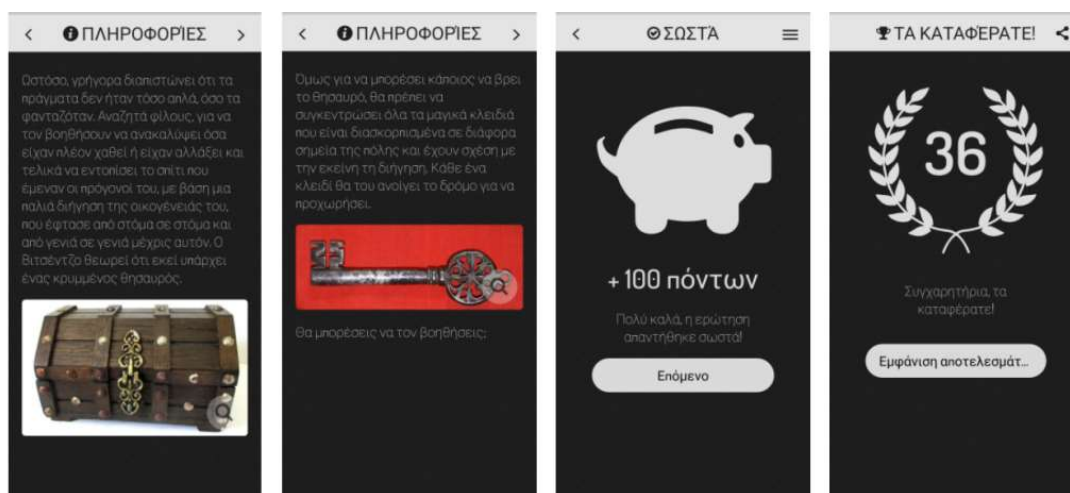 ΠΛΗΡΟΦΟΡΊΕΣ
Ωστόσο, γρήγορα διαπιστώνει ότι τα
πράγματα δεν ήταν τόσο απλά, όσο τα
φανταζόταν. Αναζητά φίλους, για να
τον βοηθήσουν να ανακαλύψει όσα
είχαν πλέον χαθεί ή είχαν αλλάξει και
τελικά να εντοπίσει το σπίτι που
έμεναν οι πρόγονοί του, με βάση μια
παλιά διήγηση της οικογένειάς του,
που έφτασε από στόμα σε στόμα και
από γενιά σε γενιά μέχρις αυτόν. Ο
Βιτσέντζο θεωρεί ότι εκεί υπάρχει
ένας κρυμμένος θησαυρός.
ΠΛΗΡΟΦΟΡΊΕΣ
Όμως για να μπορέσει κάποιος να βρει
το θησαυρό, θα πρέπει να
συγκεντρώσει όλα τα μαγικά κλειδιά
που είναι διασκορπισμένα σε διάφορα
σημεία της πόλης και έχουν σχέση με
την εκείνη τη διήγηση. Κάθε ένα
κλειδί θα του ανοίγει το δρόμο για να
προχωρήσει.
Θα μπορέσεις να τον βοηθήσεις;
ΣΩΣΤΆ
+ 100 πόντων
Πολύ καλά, η ερώτηση
απαντήθηκε σωστά!
Επόμενο
ΤΑ ΚΑΤΑΦΈΡΑΤΕ!
36
Συγχαρητήρια, τα
καταφέρατε!
Εμφάνιση αποτελεσμάτ...